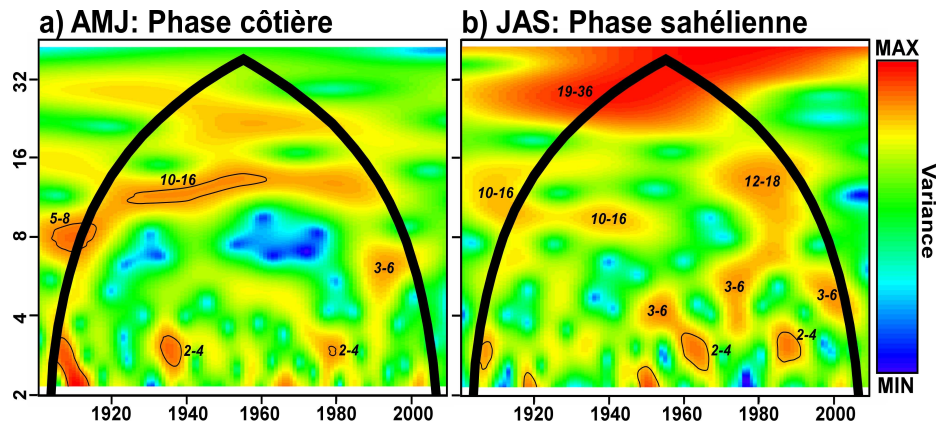 a) AMJ: Phase côtière
b) JAS: Phase sahélienne
MAX
32
16
8
4
2
10-16
5-8
3-6
2-4
2-4
19-36
10-16
10-16
12-18
3-6
3-6
3-6
2-4
2-4
Variance
MIN
1920 1940 1960 1980 2000
1920 1940 1960 1980 2000